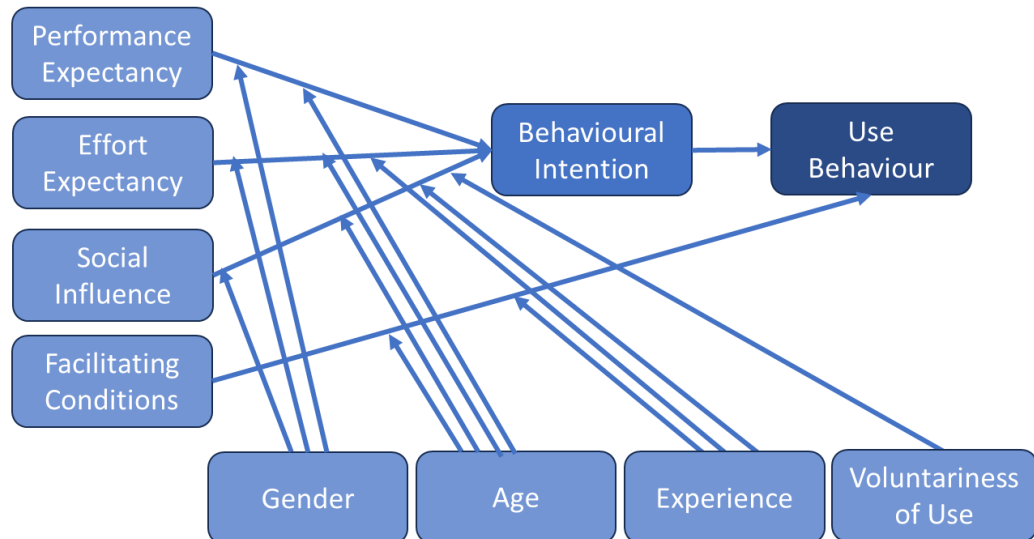 Performance
Expectancy
Effort
Expectancy
Social
Influence
Facilitating
Conditions
Behavioural
Intention
Use
Behaviour
Gender
Age
Experience
Voluntariness
of Use